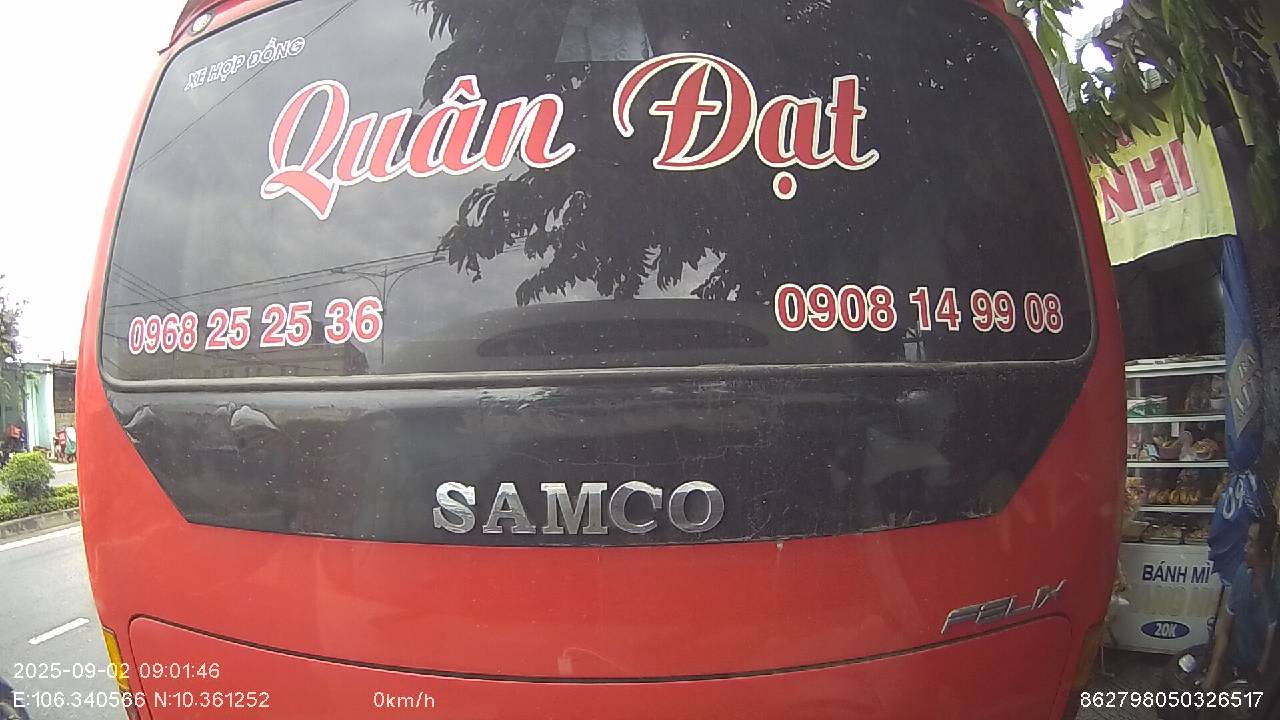 XE HỢP ĐỒNG
Quân Đạt
NHI
0968 25 25 36
0908 14 99 08
SAMCO
FELIX
BÁNH MÌ
20K
2025-09-02 09:01:46
E:106.340566 N:10.361252 0km/h 862798050326517